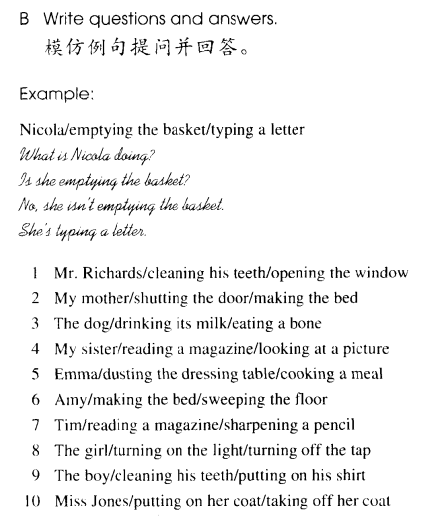 B Write questions and answers.
模仿例句提问并回答。
Example:
Nicola/emptying the basket/typing a letter
What is Nicola doing?
Is she emptying the basket?
No, she isn't emptying the basket.
She's typing a letter.
1 Mr. Richards/cleaning his teeth/opening the window
2 My mother/shutting the door/making the bed
3 The dog/drinking its milk/eating a bone
4 My sister/reading a magazine/looking at a picture
5 Emma/dusting the dressing table/cooking a meal
6 Amy/making the bed/sweeping the floor
7 Tim/reading a magazine/sharpening a pencil
8 The girl/turning on the light/turning off the tap
9 The boy/cleaning his teeth/putting on his shirt
10 Miss Jones/putting on her coat/taking off her coat